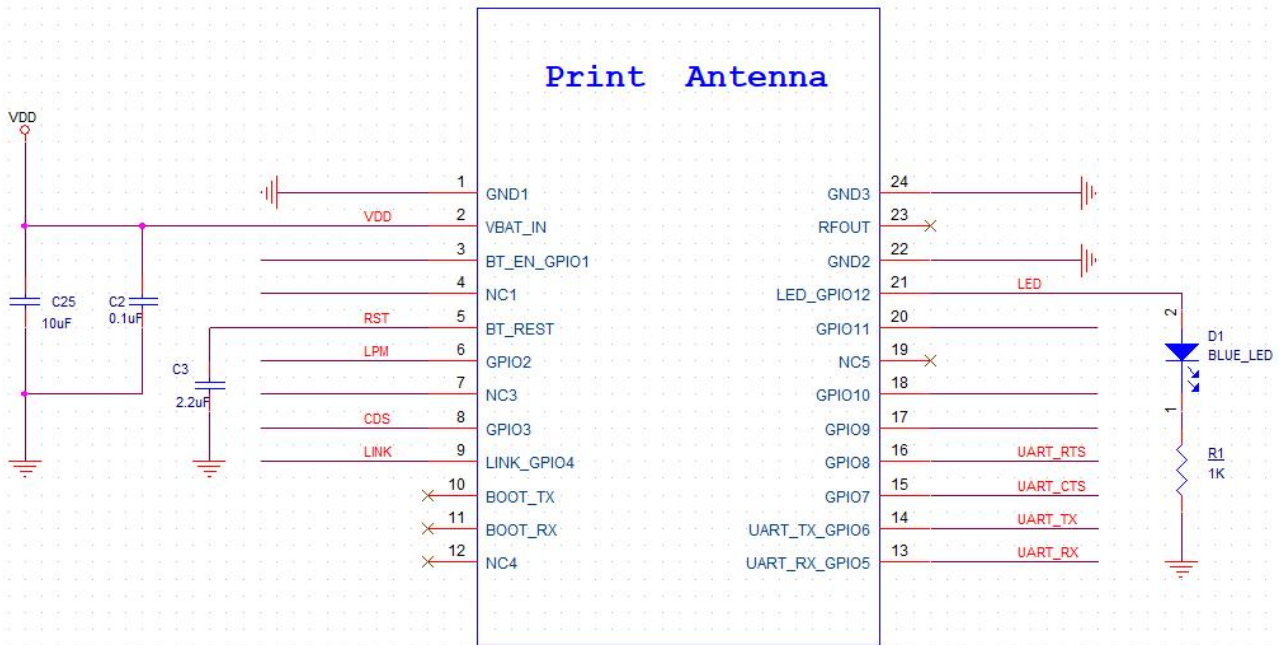 Print Antenna
VDD
1 GND1
VDD 2 VBAT_IN
3 BT_EN_GPIO1
4 NC1
RST 5 BT_REST
LPM 6 GPIO2
7 NC3
CDS 8 GPIO3
LINK 9 LINK_GPIO4
10 BOOT_TX
11 BOOT_RX
12 NC4
C25
10uF
C2
0.1uF
C3
2.2uF
GND3 24
RFOUT 23
GND2 22
LED_GPIO12 21 LED
GPIO11 20
NC5 19
GPIO10 18
GPIO9 17
GPIO8 16 UART_RTS
GPIO7 15 UART_CTS
UART_TX_GPIO6 14 UART_TX
UART_RX_GPIO5 13 UART_RX
2
D1
BLUE_LED
1
R1
1K